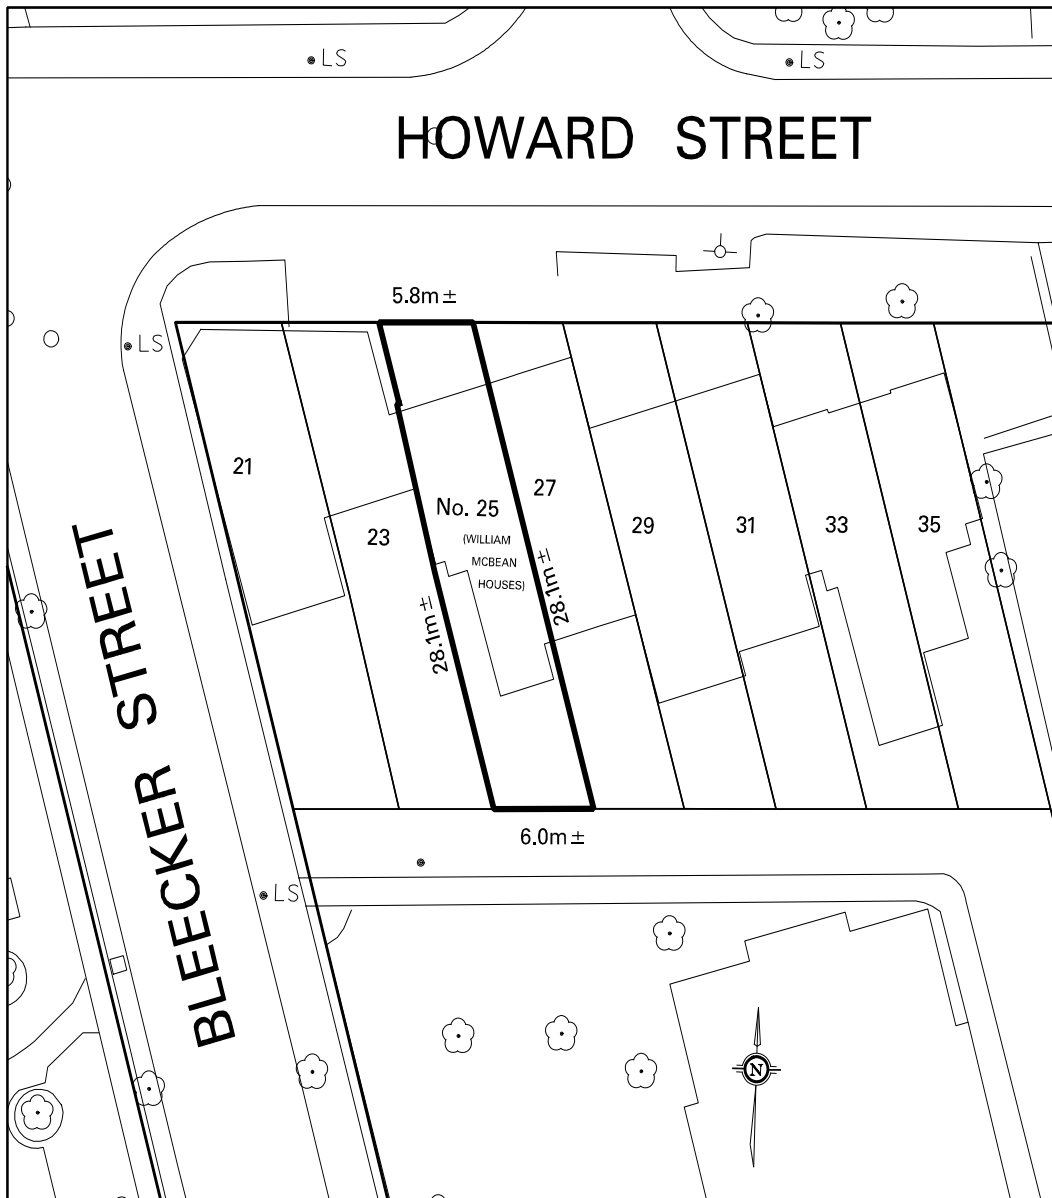 LS
LS
HOWARD STREET
5.8m±
LS
21
23
No. 25
(WILLIAM
MCBEAN
HOUSES)
27
29
31
33
35
28.1m±
28.1m±
BLEECKER STREET
6.0m±
LS
N